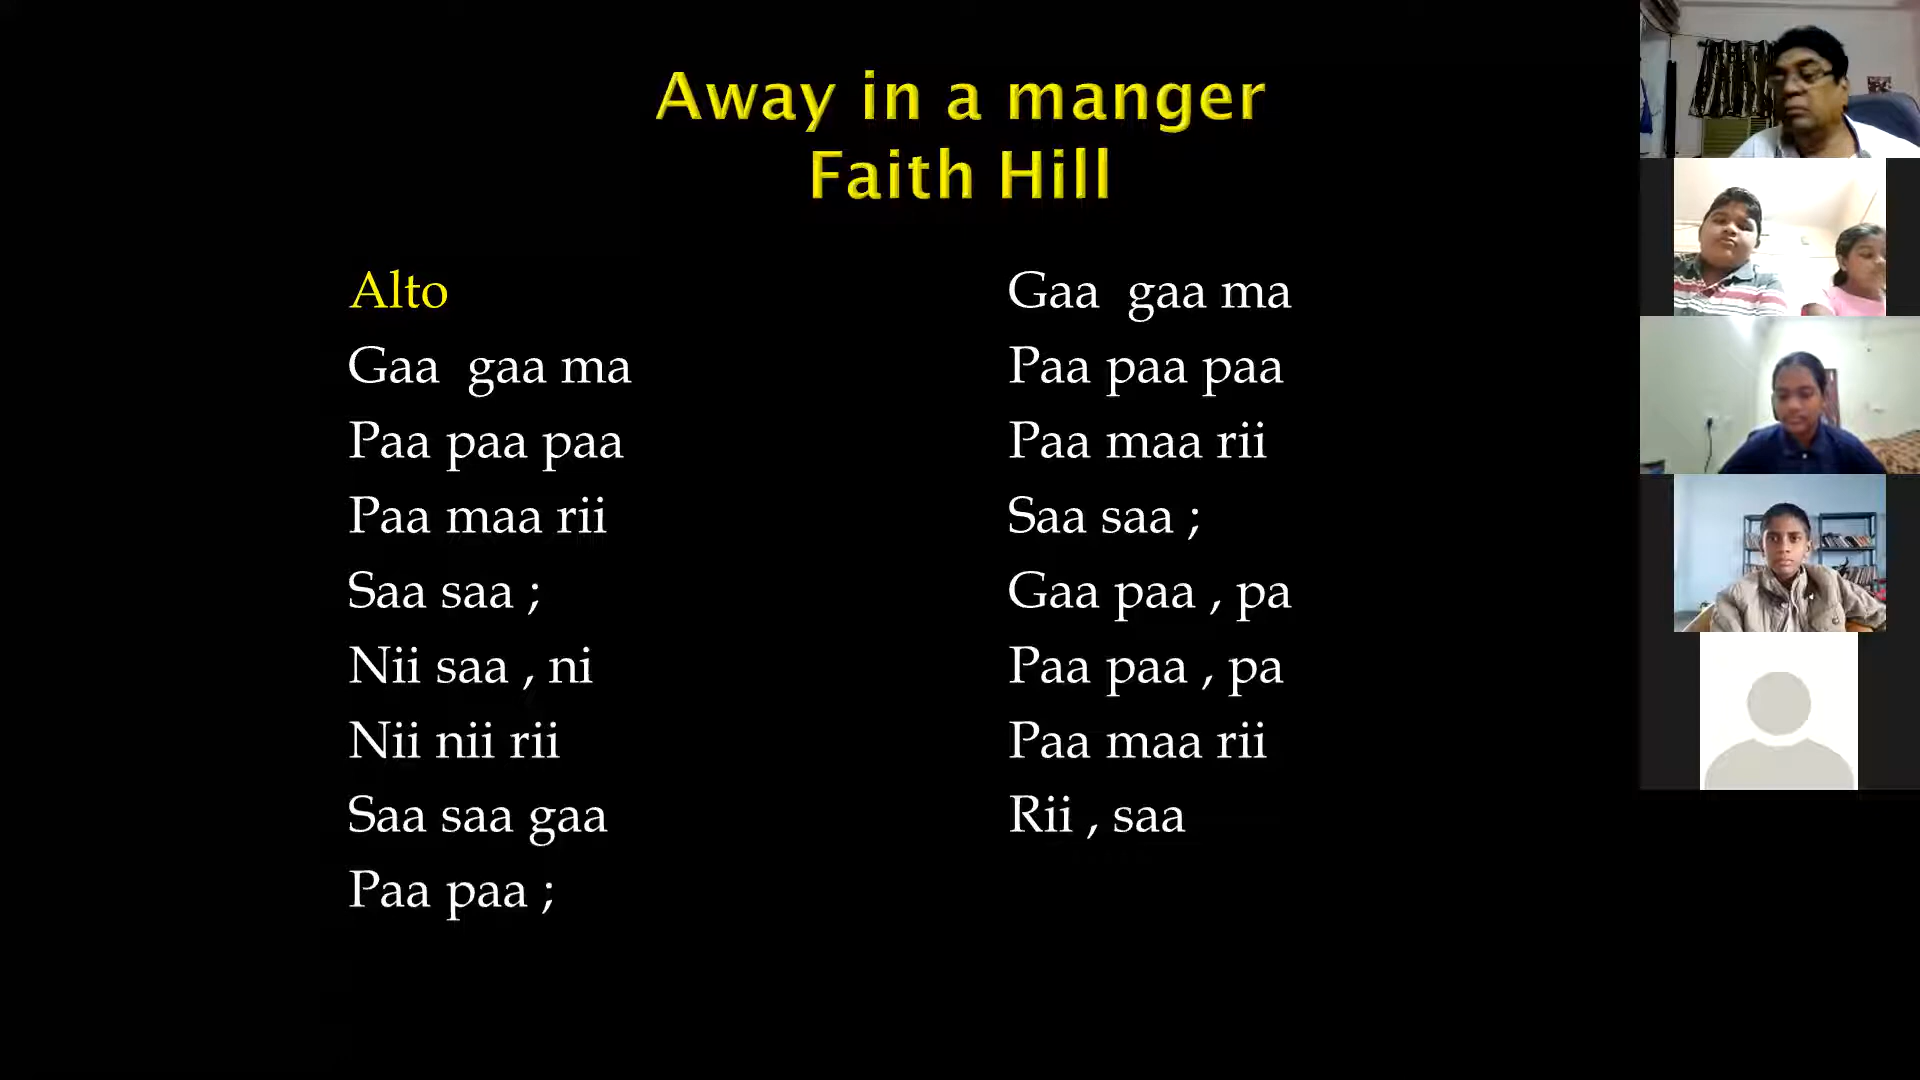 Away in a manger
Faith Hill
Alto
Gaa  gaa ma
Paa paa paa
Paa maa rii
Saa saa ;
Nii saa , ni
Nii nii rii
Saa saa gaa
Paa paa ;
Gaa  gaa ma
Paa paa paa
Paa maa rii
Saa saa ;
Gaa paa , pa
Paa paa , pa
Paa maa rii
Rii , saa